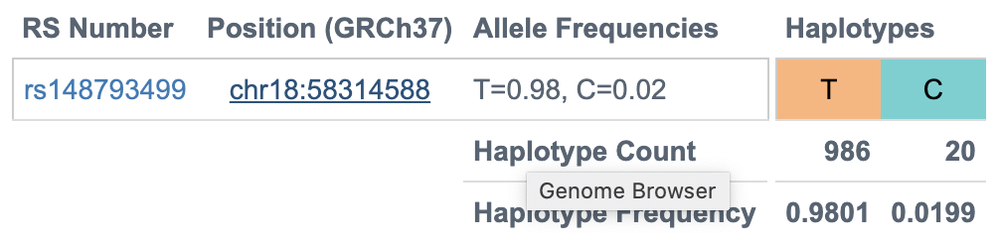 RS Number Position (GRCh37) Allele Frequencies Haplotypes
rs148793499 chr18:58314588 T=0.98, C=0.02 T C
Haplotype Count 986 20
Genome Browser
Haplotype Frequency 0.9801 0.0199